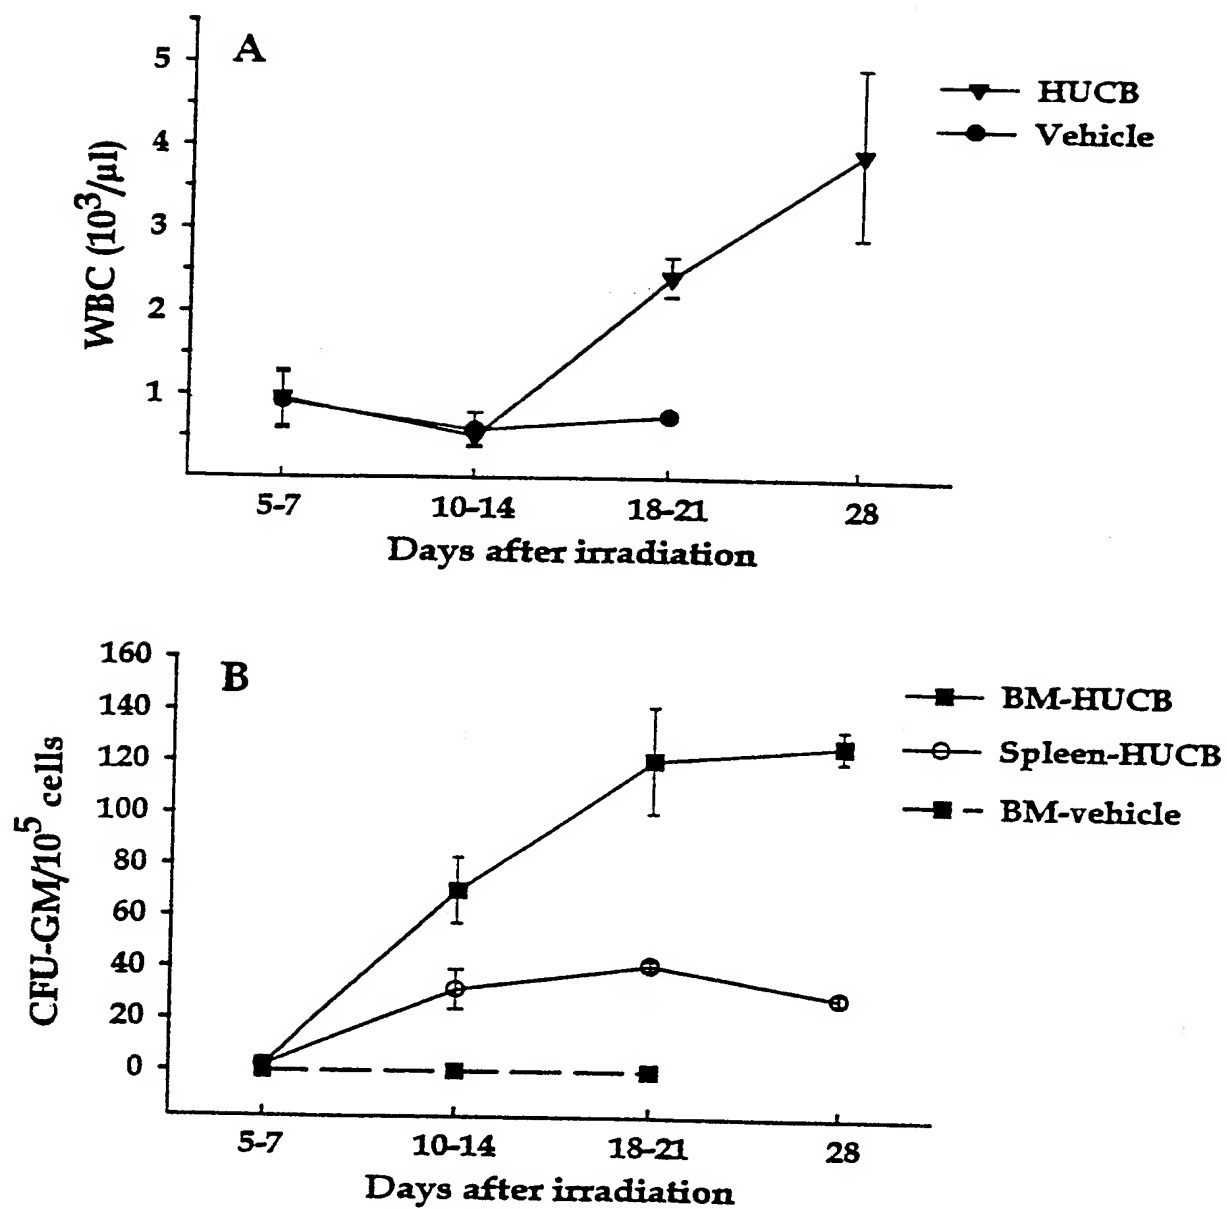 A
5
4
3
2
1
WBC (10³/µl)
HUCB
Vehicle
5-7 10-14 18-21 28
Days after irradiation
B
160
140
120
100
80
60
40
20
0
CFU-GM/10⁵ cells
BM-HUCB
Spleen-HUCB
BM-vehicle
5-7 10-14 18-21 28
Days after irradiation